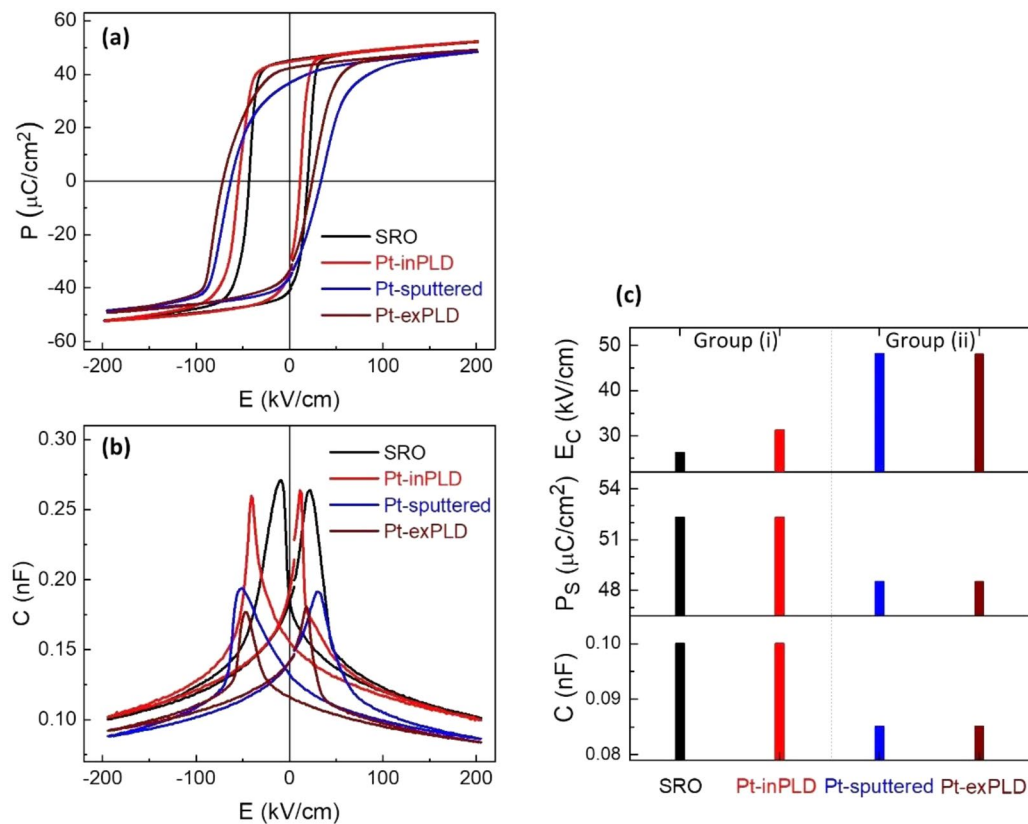 (a)
60
40
20
0
-20
-40
-60
P (μC/cm²)
SRO
Pt-inPLD
Pt-sputtered
Pt-exPLD
-200 -100 0 100 200
E (kV/cm)
(b)
0.30
0.25
0.20
0.15
0.10
C (nF)
SRO
Pt-inPLD
Pt-sputtered
Pt-exPLD
-200 -100 0 100 200
E (kV/cm)
(c)
Group (i) Group (ii)
50
40
30
E_C (kV/cm)
54
51
48
P_S (μC/cm²)
0.10
0.09
0.08
C (nF)
SRO Pt-inPLD Pt-sputtered Pt-exPLD